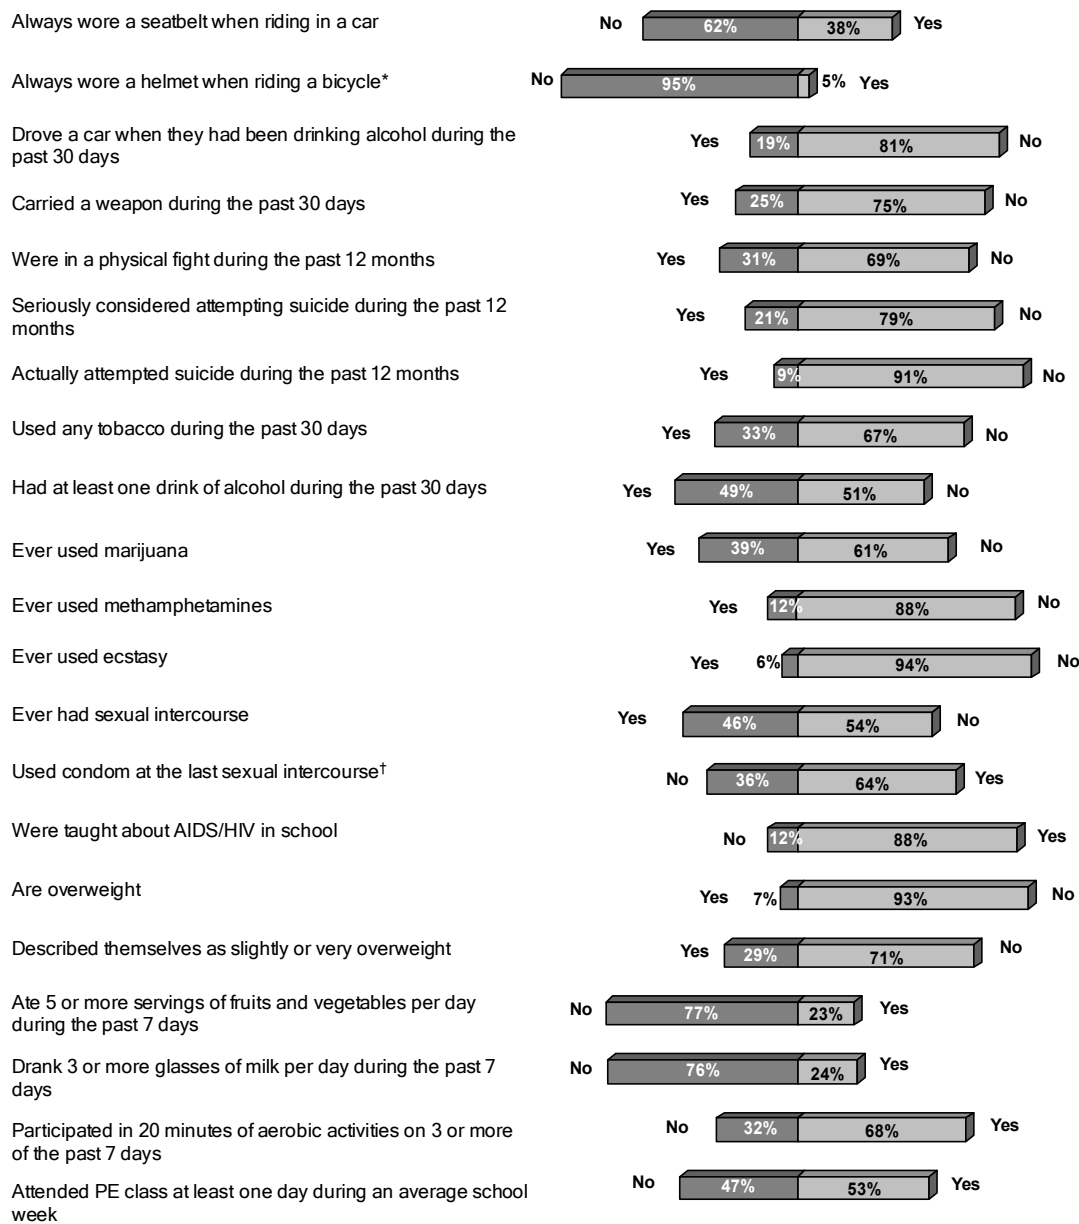 Always wore a seatbelt when riding in a car
No 62% 38% Yes
Always wore a helmet when riding a bicycle*
No 95% 5% Yes
Drove a car when they had been drinking alcohol during the
past 30 days
Yes 19% 81% No
Carried a weapon during the past 30 days
Yes 25% 75% No
Were in a physical fight during the past 12 months
Yes 31% 69% No
Seriously considered attempting suicide during the past 12
months
Yes 21% 79% No
Actually attempted suicide during the past 12 months
Yes 9% 91% No
Used any tobacco during the past 30 days
Yes 33% 67% No
Had at least one drink of alcohol during the past 30 days
Yes 49% 51% No
Ever used marijuana
Yes 39% 61% No
Ever used methamphetamines
Yes 12% 88% No
Ever used ecstasy
Yes 6% 94% No
Ever had sexual intercourse
Yes 46% 54% No
Used condom at the last sexual intercourse†
No 36% 64% Yes
Were taught about AIDS/HIV in school
No 12% 88% Yes
Are overweight
Yes 7% 93% No
Described themselves as slightly or very overweight
Yes 29% 71% No
Ate 5 or more servings of fruits and vegetables per day
during the past 7 days
No 77% 23% Yes
Drank 3 or more glasses of milk per day during the past 7
days
No 76% 24% Yes
Participated in 20 minutes of aerobic activities on 3 or more
of the past 7 days
No 32% 68% Yes
Attended PE class at least one day during an average school
week
No 47% 53% Yes